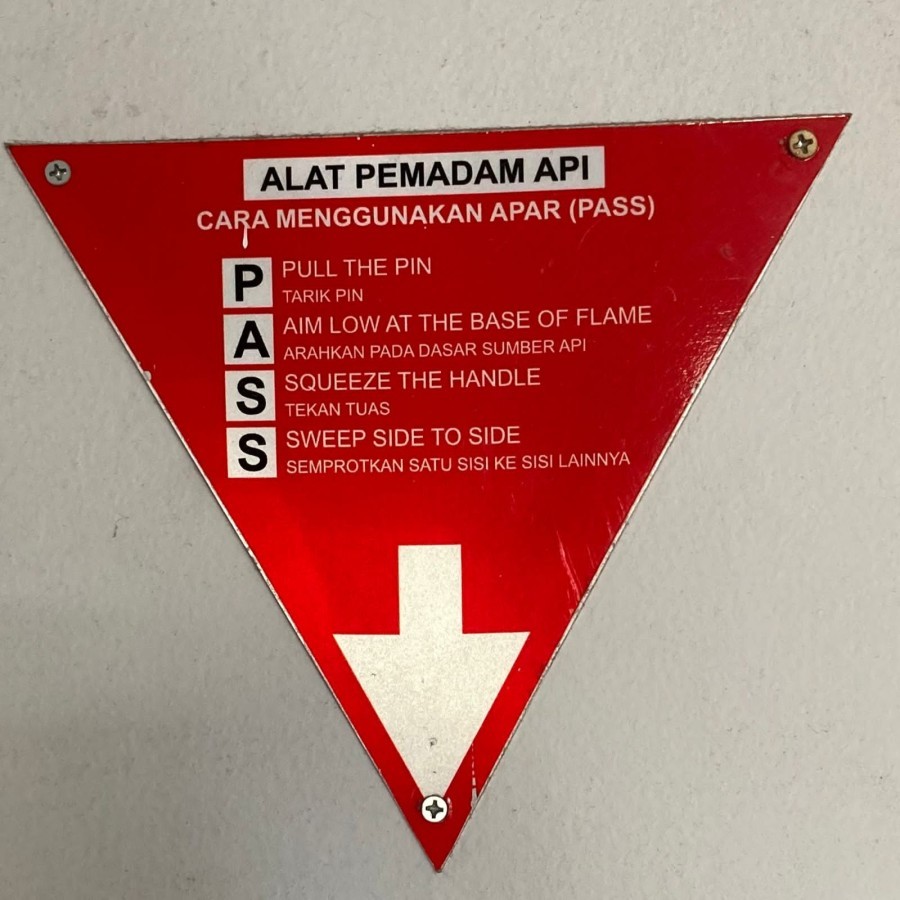 ALAT PEMADAM API
CARA MENGGUNAKAN APAR (PASS)
P PULL THE PIN
TARIK PIN
A AIM LOW AT THE BASE OF FLAME
ARAHKAN PADA DASAR SUMBER API
S SQUEEZE THE HANDLE
TEKAN TUAS
S SWEEP SIDE TO SIDE
SEMPROTKAN SATU SISI KE SISI LAINNYA